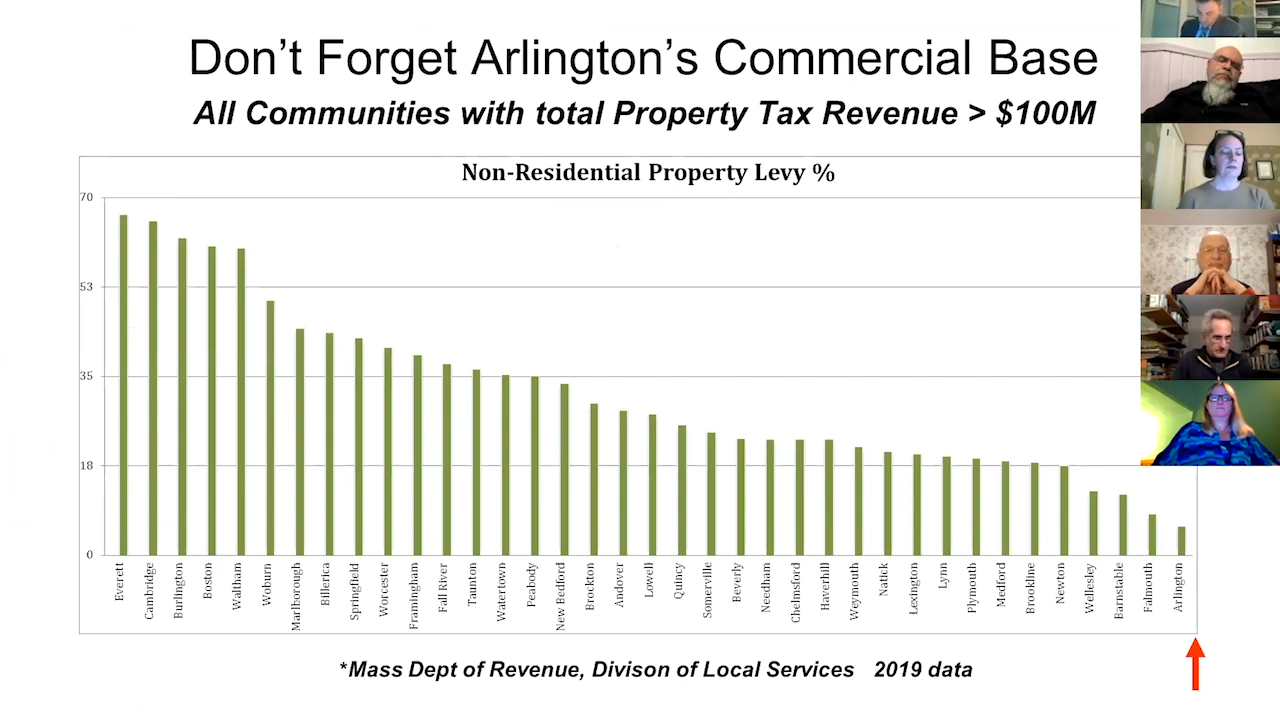 Don't Forget Arlington's Commercial Base
All Communities with total Property Tax Revenue > $100M
Non-Residential Property Levy %
70
53
35
18
0
Everett
Cambridge
Burlington
Boston
Waltham
Woburn
Marlborough
Billerica
Springfield
Worcester
Framingham
Fall River
Taunton
Watertown
Peabody
New Bedford
Brockton
Andover
Lowell
Quincy
Somerville
Beverly
Needham
Chelmsford
Haverhill
Weymouth
Natick
Lexington
Lynn
Plymouth
Medford
Brookline
Newton
Wellesley
Barnstable
Falmouth
Arlington
*Mass Dept of Revenue, Divison of Local Services 2019 data